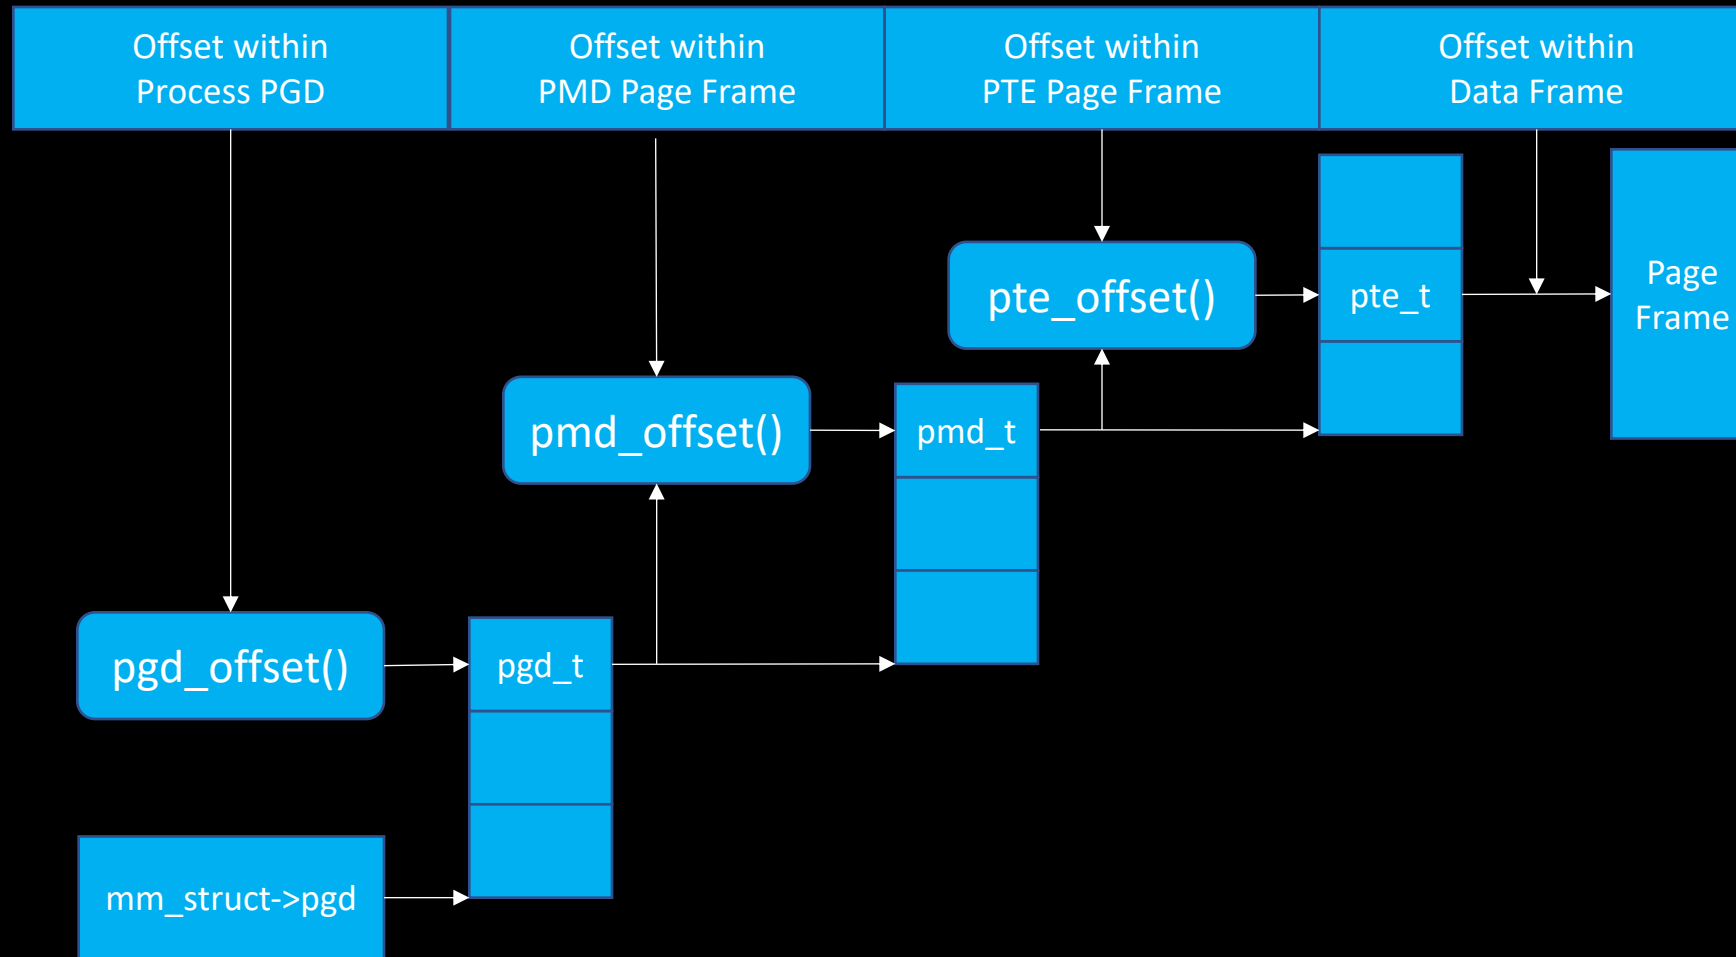 Offset within
Process PGD
Offset within
PMD Page Frame
Offset within
PTE Page Frame
Offset within
Data Frame
pte_offset()
pte_t
Page
Frame
pmd_offset()
pmd_t
pgd_offset()
pgd_t
mm_struct->pgd